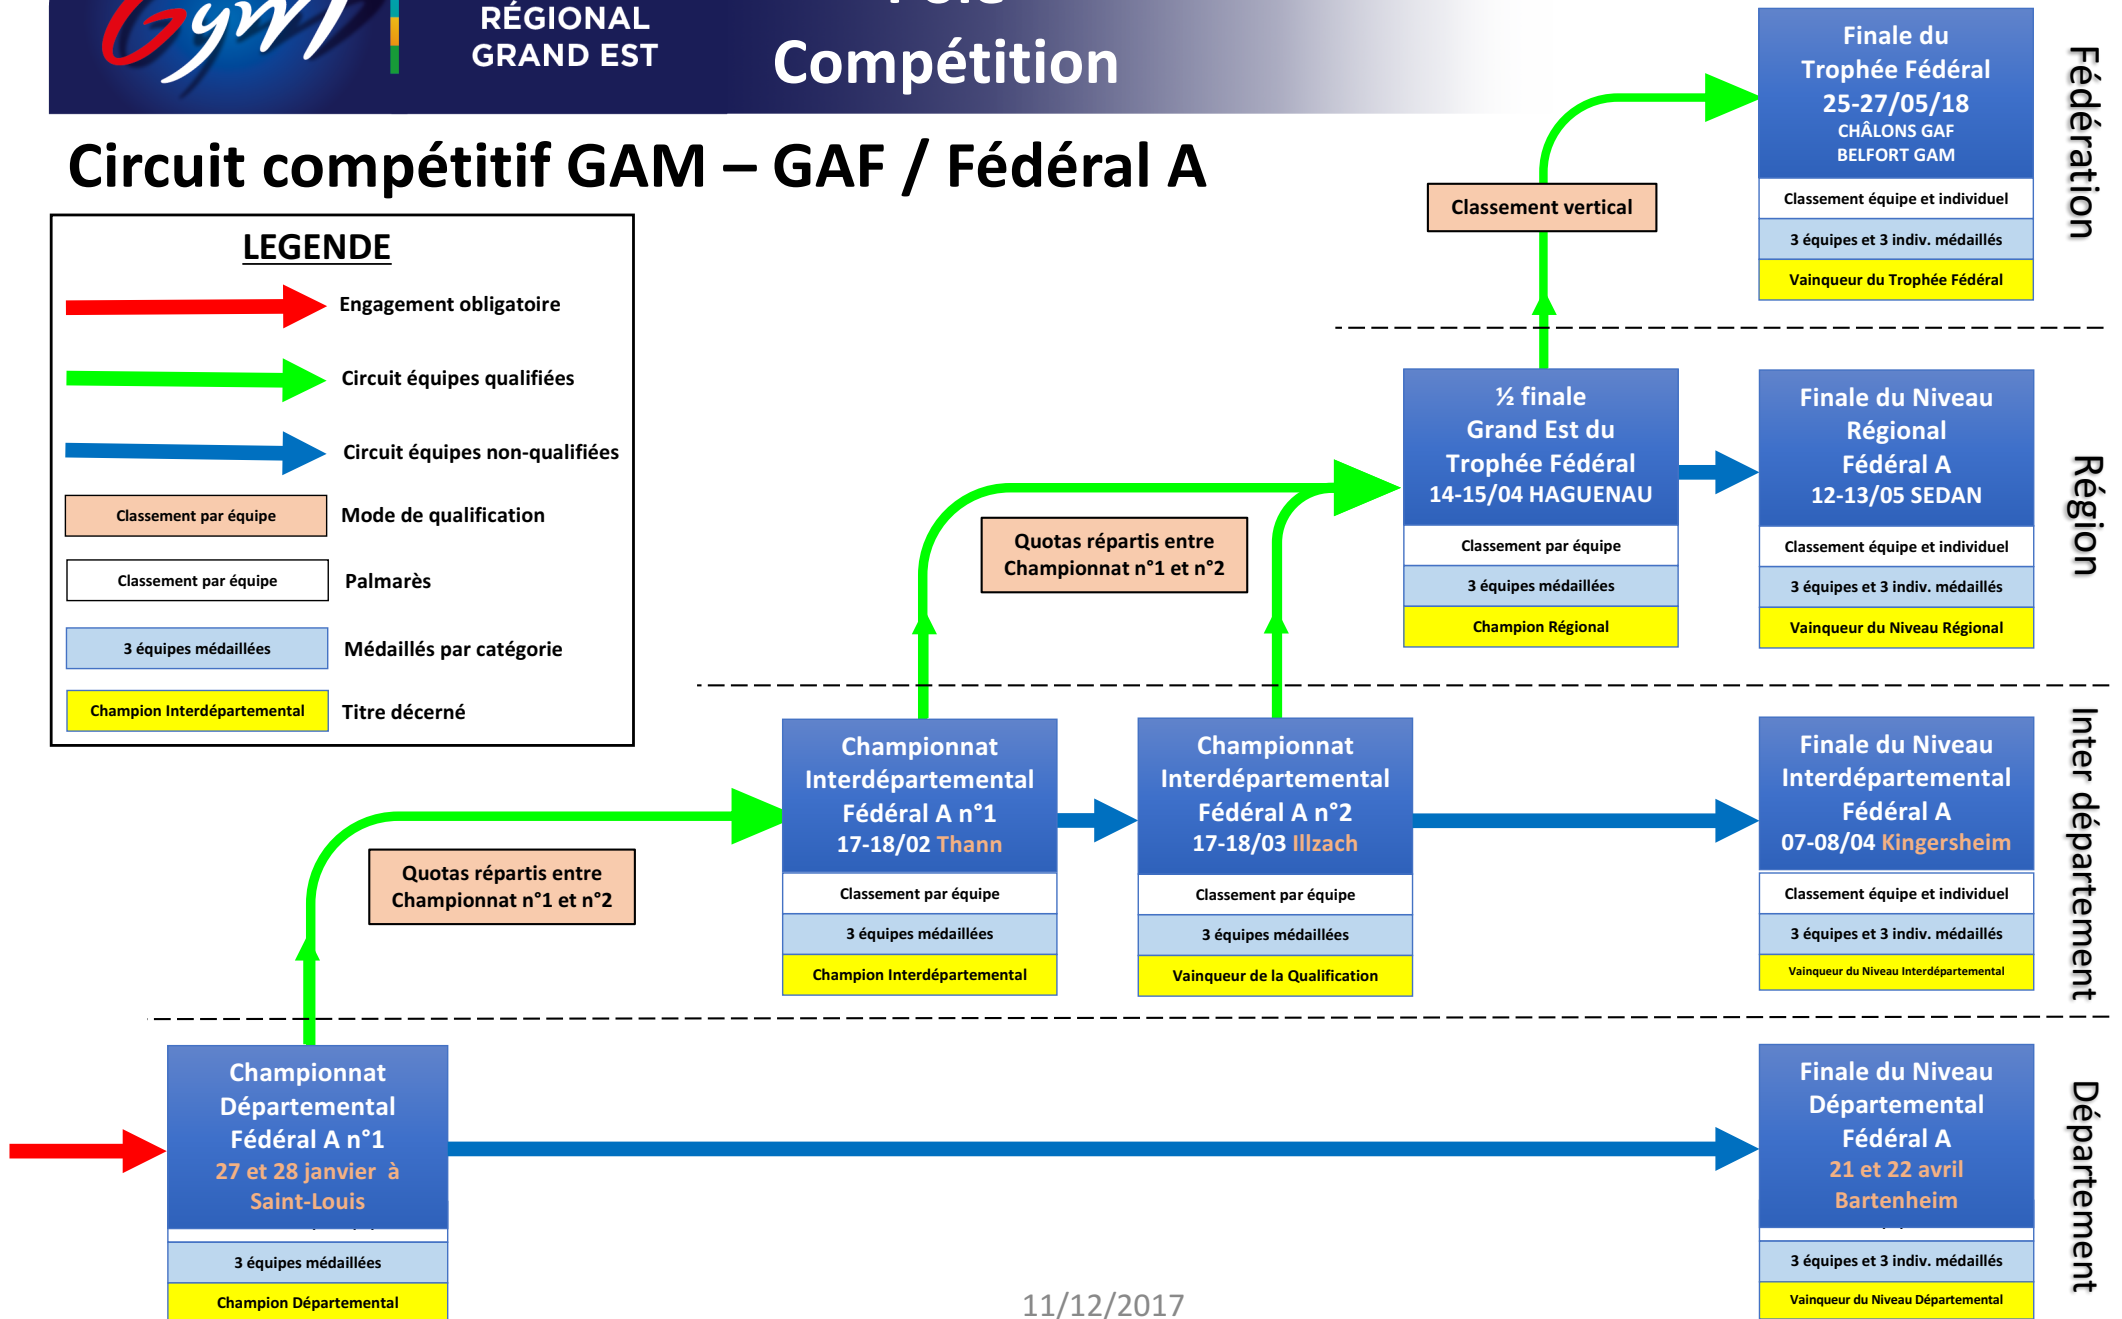 Gym
RÉGIONAL
GRAND EST
Compétition
Circuit compétitif GAM – GAF / Fédéral A
LEGENDE
Engagement obligatoire
Circuit équipes qualifiées
Circuit équipes non-qualifiées
Classement par équipe
Mode de qualification
Classement par équipe
Palmarès
3 équipes médaillées
Médaillés par catégorie
Champion Interdépartemental
Titre décerné
Finale du
Trophée Fédéral
25-27/05/18
CHÂLONS GAF
BELFORT GAM
Classement équipe et individuel
3 équipes et 3 indiv. médaillés
Vainqueur du Trophée Fédéral
Fédération
Classement vertical
½ finale
Grand Est du
Trophée Fédéral
14-15/04 HAGUENAU
Classement par équipe
3 équipes médaillées
Champion Régional
Finale du Niveau
Régional
Fédéral A
12-13/05 SEDAN
Classement équipe et individuel
3 équipes et 3 indiv. médaillés
Vainqueur du Niveau Régional
Région
Quotas répartis entre
Championnat n°1 et n°2
Championnat
Interdépartemental
Fédéral A n°1
17-18/02 Thann
Classement par équipe
3 équipes médaillées
Champion Interdépartemental
Championnat
Interdépartemental
Fédéral A n°2
17-18/03 Illzach
Classement par équipe
3 équipes médaillées
Vainqueur de la Qualification
Finale du Niveau
Interdépartemental
Fédéral A
07-08/04 Kingersheim
Classement équipe et individuel
3 équipes et 3 indiv. médaillés
Vainqueur du Niveau Interdépartemental
Inter département
Quotas répartis entre
Championnat n°1 et n°2
Championnat
Départemental
Fédéral A n°1
27 et 28 janvier à
Saint-Louis
3 équipes médaillées
Champion Départemental
Finale du Niveau
Départemental
Fédéral A
21 et 22 avril
Bartenheim
3 équipes et 3 indiv. médaillés
Vainqueur du Niveau Départemental
Département
11/12/2017